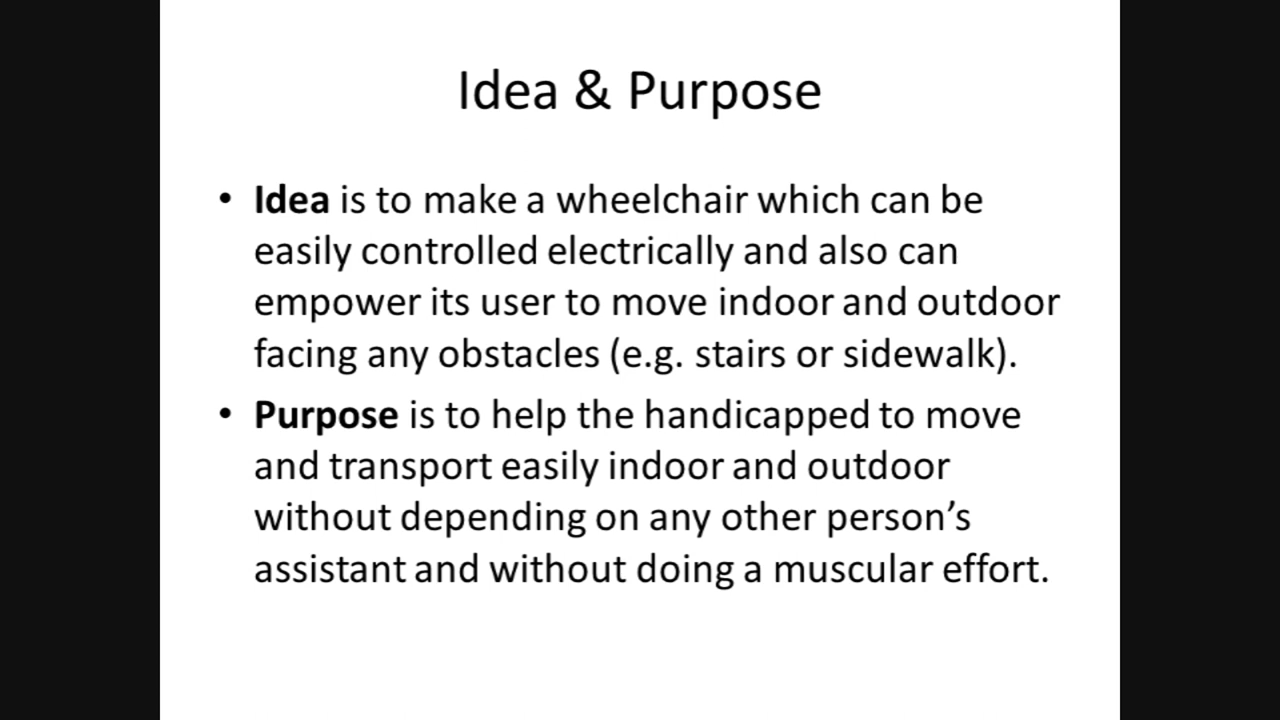 Idea & Purpose
• Idea is to make a wheelchair which can be
easily controlled electrically and also can
empower its user to move indoor and outdoor
facing any obstacles (e.g. stairs or sidewalk).
• Purpose is to help the handicapped to move
and transport easily indoor and outdoor
without depending on any other person’s
assistant and without doing a muscular effort.